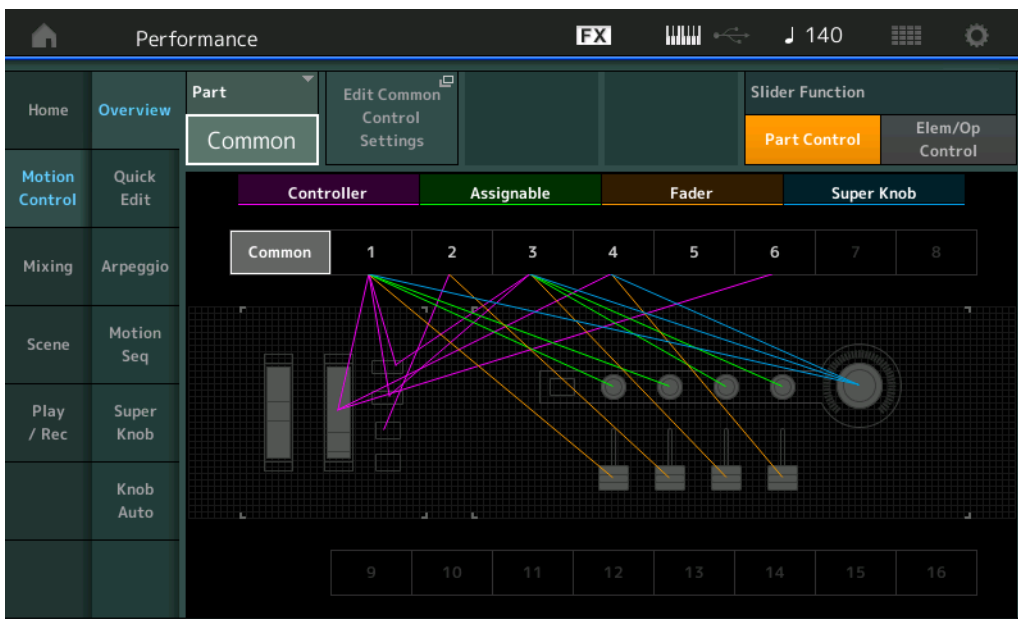 Performance
FX
♩ 140
Home
Overview
Part
Common
Edit Common
Control
Settings
Slider Function
Part Control
Elem/Op
Control
Motion
Control
Quick
Edit
Controller
Assignable
Fader
Super Knob
Mixing
Arpeggio
Common
1
2
3
4
5
6
7
8
Scene
Motion
Seq
Play
/ Rec
Super
Knob
Knob
Auto
9
10
11
12
13
14
15
16